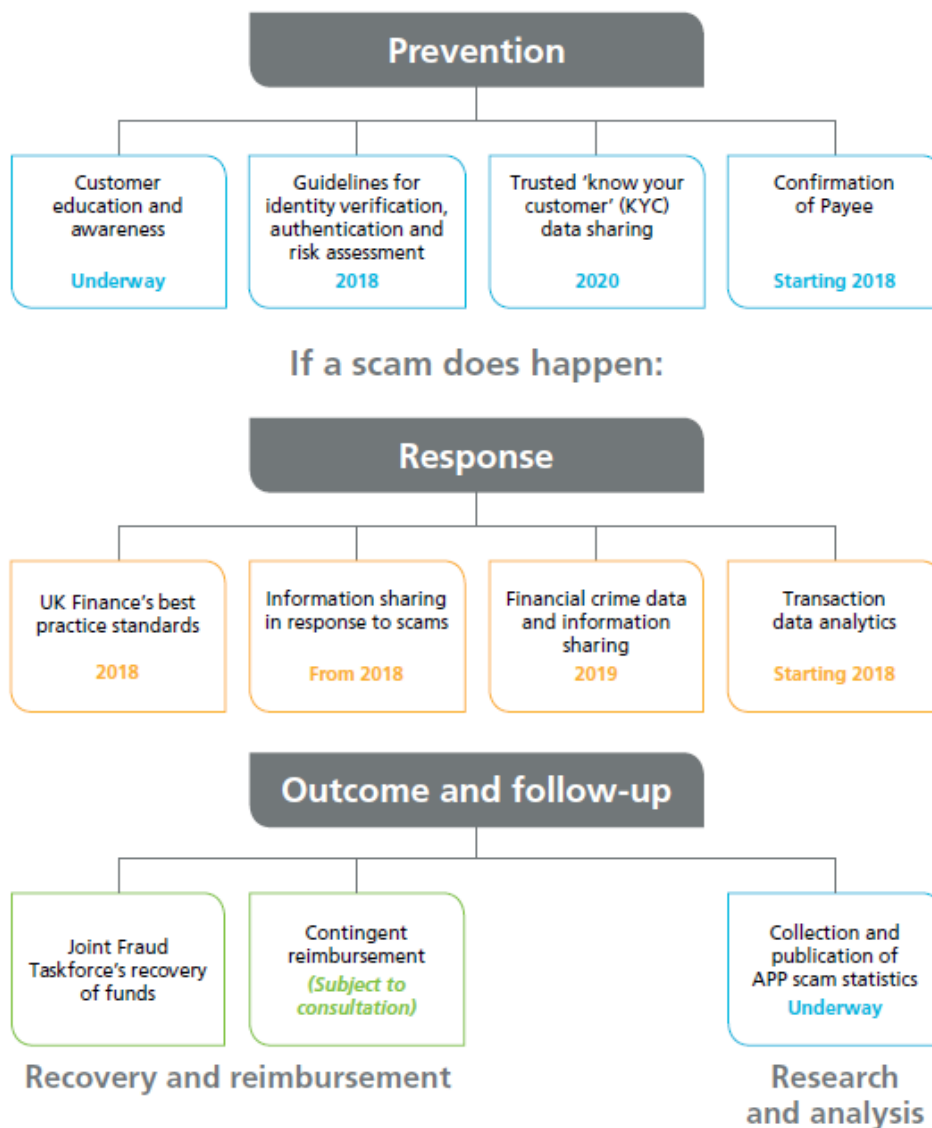 Prevention
Customer
education and
awareness
Underway
Guidelines for
identity verification,
authentication and
risk assessment
2018
Trusted ‘know your
customer’ (KYC)
data sharing
2020
Confirmation
of Payee
Starting 2018
If a scam does happen:
Response
UK Finance’s best
practice standards
2018
Information sharing
in response to scams
From 2018
Financial crime data
and information
sharing
2019
Transaction
data analytics
Starting 2018
Outcome and follow-up
Joint Fraud
Taskforce’s recovery
of funds
Contingent
reimbursement
(Subject to
consultation)
Collection and
publication of
APP scam statistics
Underway
Recovery and reimbursement
Research
and analysis